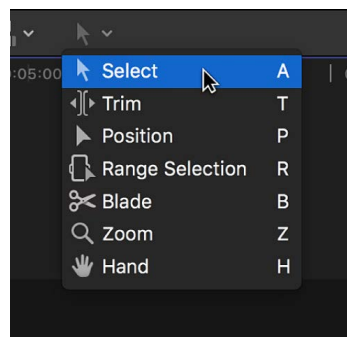 :05:00
Select A
Trim T
Position P
Range Selection R
Blade B
Zoom Z
Hand H